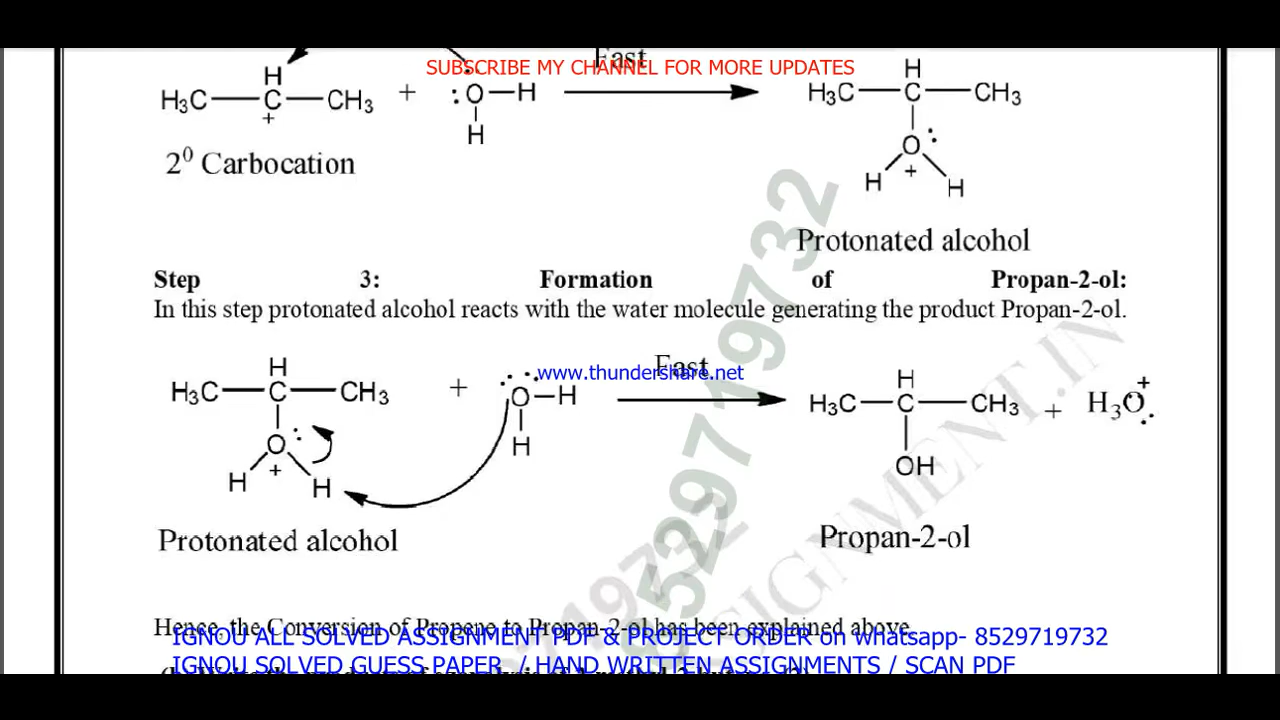 Fast
SUBSCRIBE MY CHANNEL FOR MORE UPDATES
H
H₃C — C — CH₃ + :O—H
+
H
H
H₃C — C — CH₃
O
H + H
2⁰ Carbocation
Protonated alcohol
Step 3: Formation of Propan-2-ol:
In this step protonated alcohol reacts with the water molecule generating the product Propan-2-ol.
Fast
www.thundershare.net
H
H₃C — C — CH₃ + O—H
H
O
H + H
H
H₃C — C — CH₃ + H₃O⁺
OH
Protonated alcohol
Propan-2-ol
Hence, the Conversion of Propene to Propan-2-ol has been explained above.
IGNOU ALL SOLVED ASSIGNMENT PDF & PROJECT ORDER on whatsapp- 8529719732
IGNOU SOLVED GUESS PAPER / HAND WRITTEN ASSIGNMENTS / SCAN PDF
8529719732